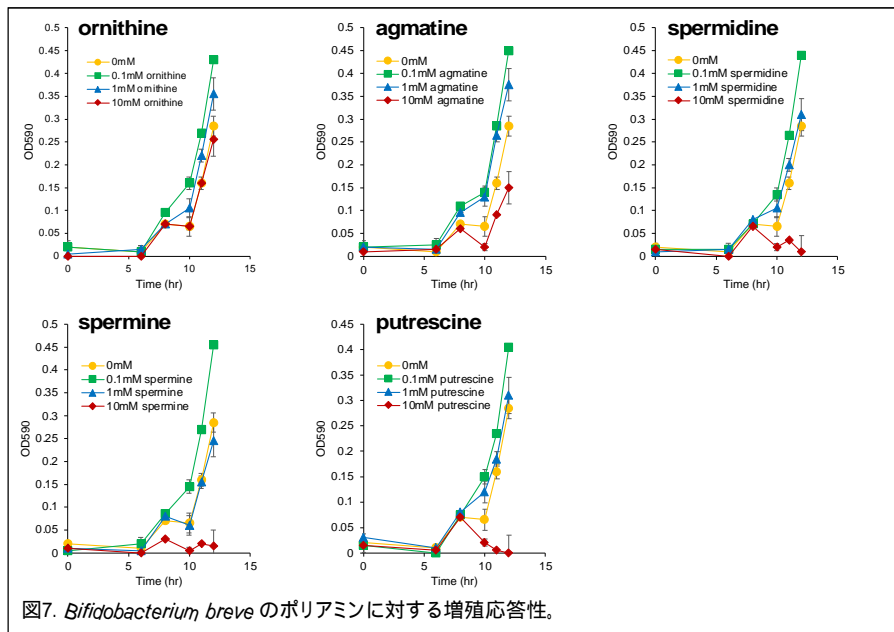 ornithine
0.5
0.45
0.4
0.35
0.3
0.25
0.2
0.15
0.1
0.05
0
OD590
0mM
0.1mM ornithine
1mM ornithine
10mM ornithine
0
5
10
15
Time (hr)
agmatine
0.5
0.45
0.4
0.35
0.3
0.25
0.2
0.15
0.1
0.05
0
OD590
0mM
0.1mM agmatine
1mM agmatine
10mM agmatine
0
5
10
15
Time (hr)
spermidine
0.5
0.45
0.4
0.35
0.3
0.25
0.2
0.15
0.1
0.05
0
OD590
0mM
0.1mM spermidine
1mM spermidine
10mM spermidine
0
5
10
15
Time (hr)
spermine
0.5
0.45
0.4
0.35
0.3
0.25
0.2
0.15
0.1
0.05
0
OD590
0mM
0.1mM spermine
1mM spermine
10mM spermine
0
5
10
15
Time (hr)
putrescine
0.45
0.4
0.35
0.3
0.25
0.2
0.15
0.1
0.05
0
OD590
0mM
0.1mM putrescine
1mM putrescine
10mM putrescine
0
5
10
15
Time (hr)
図7. Bifidobacterium breve のポリアミンに対する増殖応答性。